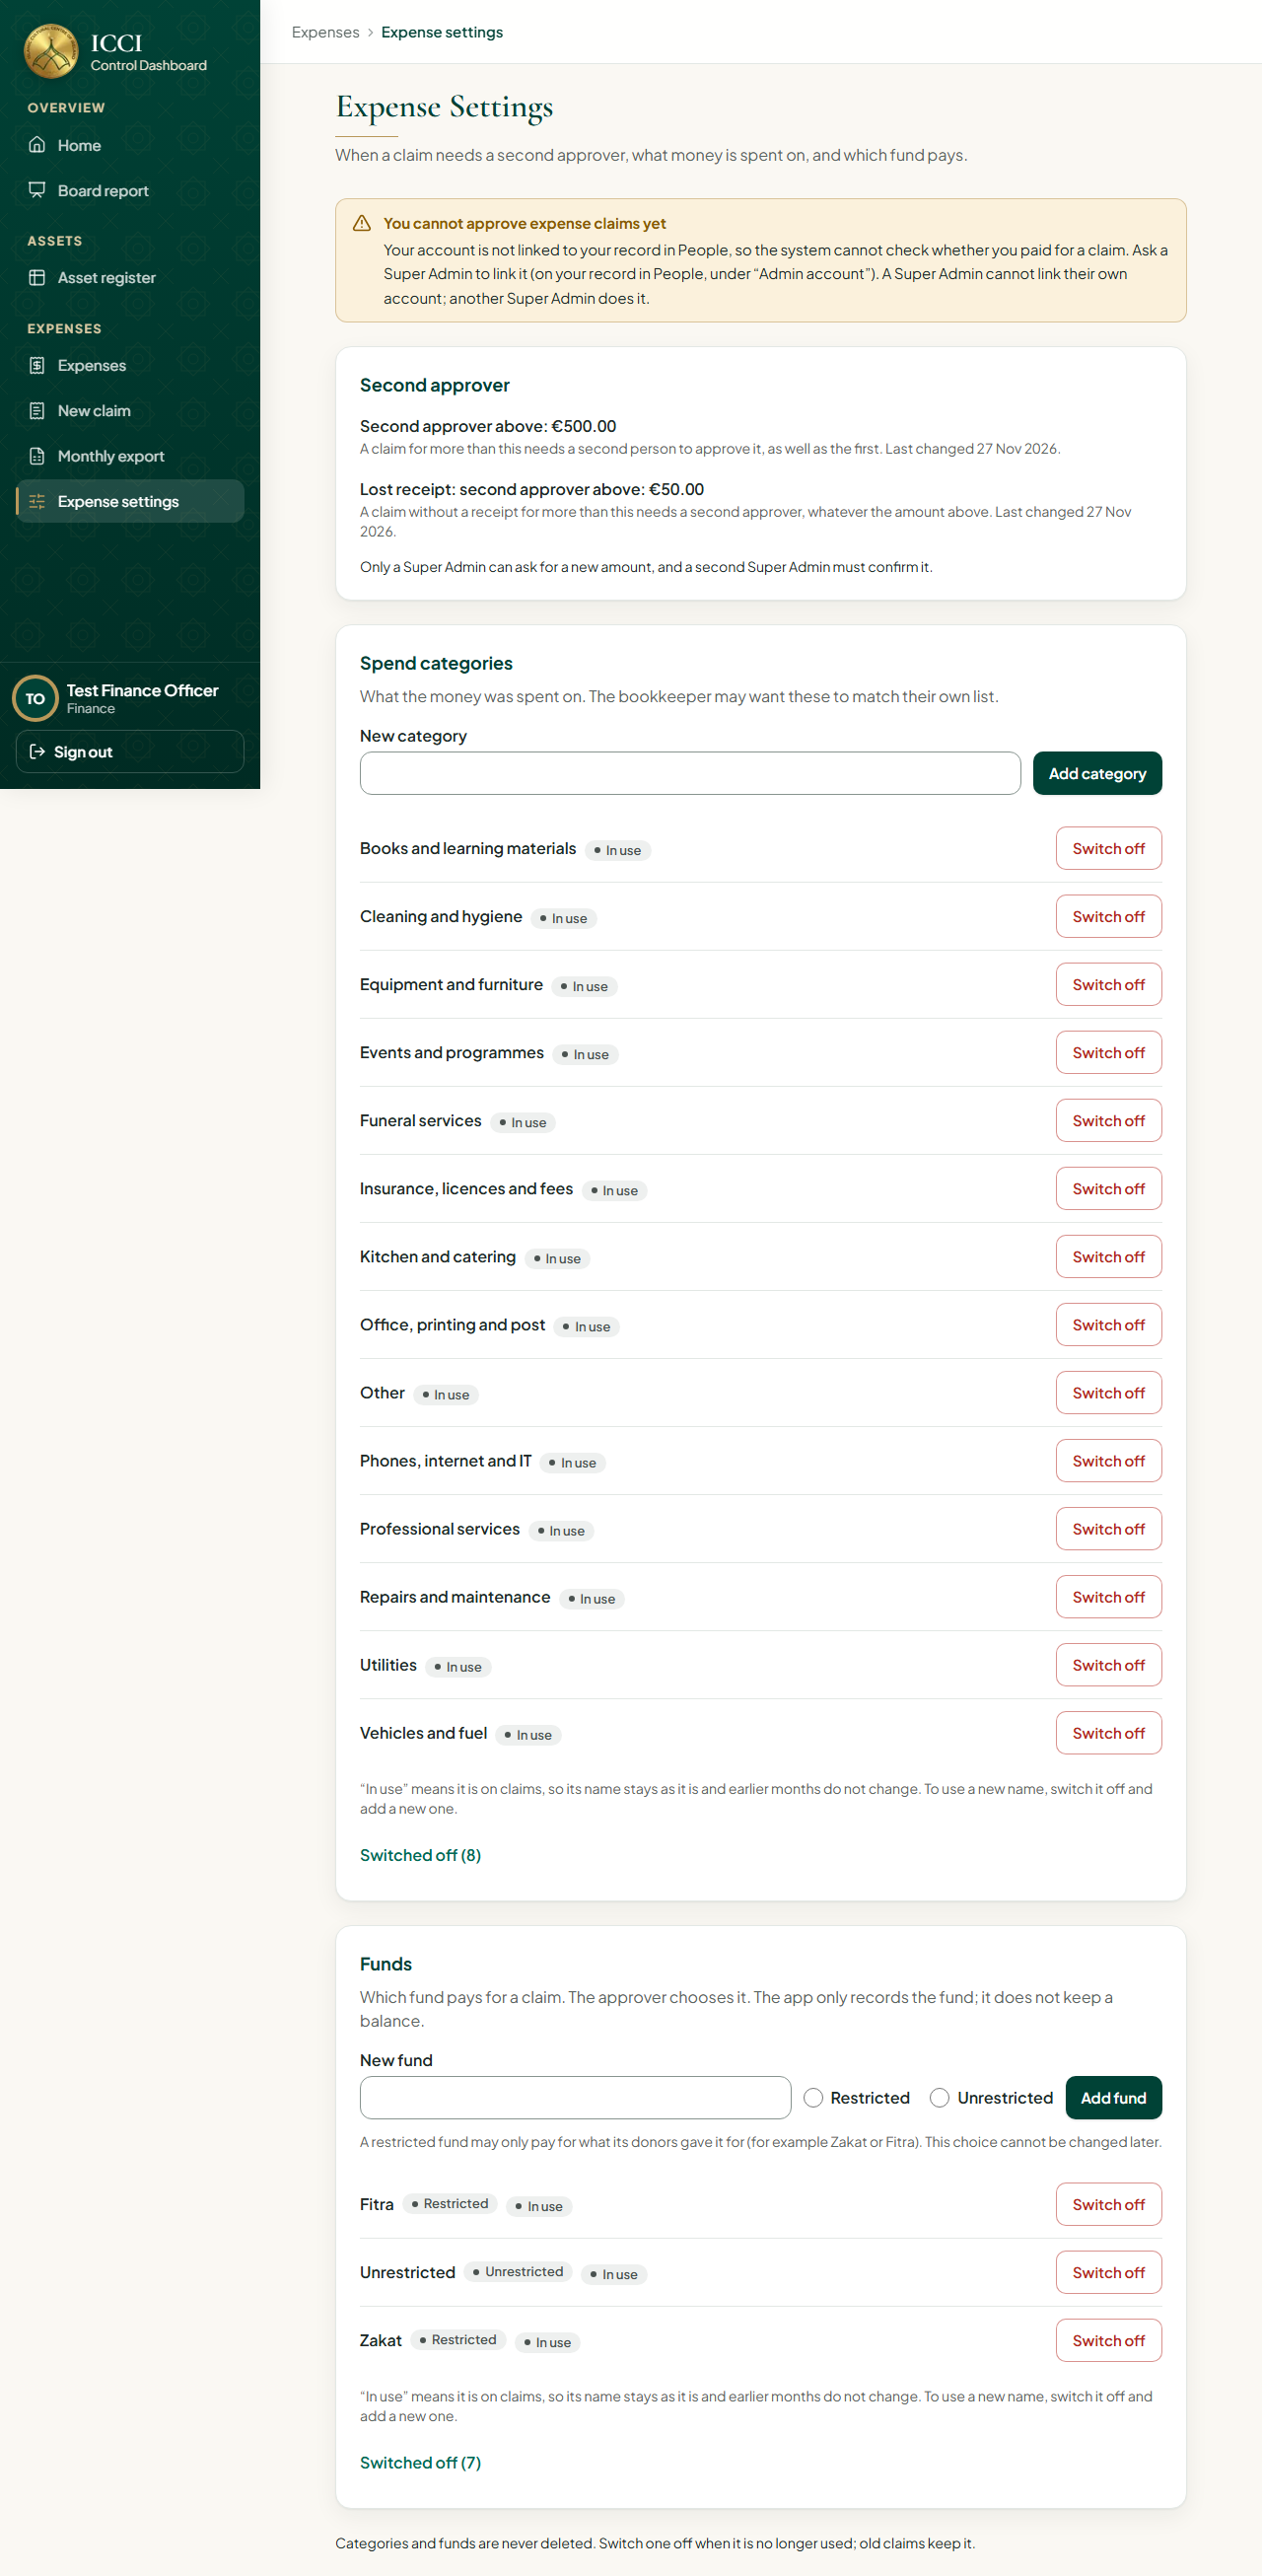 ICCI
Control Dashboard
OVERVIEW
Home
Board report
ASSETS
Asset register
EXPENSES
Expenses
New claim
Monthly export
Expense settings
TO
Test Finance Officer
Finance
Sign out
Expenses › Expense settings
Expense Settings
When a claim needs a second approver, what money is spent on, and which fund pays.
You cannot approve expense claims yet
Your account is not linked to your record in People, so the system cannot check whether you paid for a claim. Ask a
Super Admin to link it (on your record in People, under “Admin account”). A Super Admin cannot link their own
account; another Super Admin does it.
Second approver
Second approver above: €500.00
A claim for more than this needs a second person to approve it, as well as the first. Last changed 27 Nov 2026.
Lost receipt: second approver above: €50.00
A claim without a receipt for more than this needs a second approver, whatever the amount above. Last changed 27 Nov
2026.
Only a Super Admin can ask for a new amount, and a second Super Admin must confirm it.
Spend categories
What the money was spent on. The bookkeeper may want these to match their own list.
New category
Add category
Books and learning materials In use Switch off
Cleaning and hygiene In use Switch off
Equipment and furniture In use Switch off
Events and programmes In use Switch off
Funeral services In use Switch off
Insurance, licences and fees In use Switch off
Kitchen and catering In use Switch off
Office, printing and post In use Switch off
Other In use Switch off
Phones, internet and IT In use Switch off
Professional services In use Switch off
Repairs and maintenance In use Switch off
Utilities In use Switch off
Vehicles and fuel In use Switch off
“In use” means it is on claims, so its name stays as it is and earlier months do not change. To use a new name, switch it off and
add a new one.
Switched off (8)
Funds
Which fund pays for a claim. The approver chooses it. The app only records the fund; it does not keep a
balance.
New fund
Restricted Unrestricted Add fund
A restricted fund may only pay for what its donors gave it for (for example Zakat or Fitra). This choice cannot be changed later.
Fitra Restricted In use Switch off
Unrestricted Unrestricted In use Switch off
Zakat Restricted In use Switch off
“In use” means it is on claims, so its name stays as it is and earlier months do not change. To use a new name, switch it off and
add a new one.
Switched off (7)
Categories and funds are never deleted. Switch one off when it is no longer used; old claims keep it.